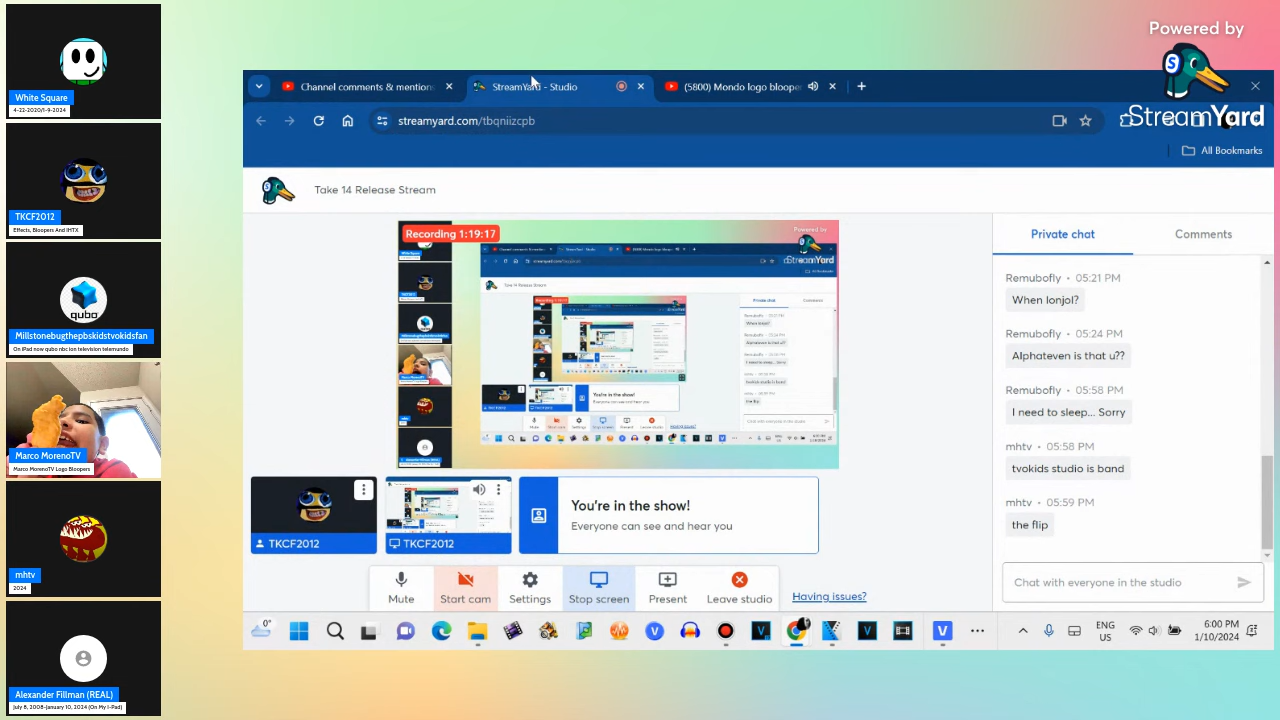 White Square
4-22-2020/1-9-2024
TKCF2012
Effects, Bloopers And IHTX
qubo
Millstonebugthepbskidstvokidsfan
On iPad now qubo nbc ion television telemundo
Marco MorenoTV
Marco MorenoTV Logo Bloopers
mhtv
2024
Alexander Fillman (REAL)
July 8, 2008-January 10, 2024 (On My I-Pad)
Powered by
StreamYard
Channel comments & mention
StreamYard - Studio
(5800) Mondo logo bloope
streamyard.com/tbqniizcpb
All Bookmarks
Take 14 Release Stream
Recording 1:19:17
Powered by
StreamYard
Private chat
Comments
Remubofly • 05:21 PM
When lonjol?
Remubofly • 05:24 PM
Alphateven is that u??
Remubofly • 05:58 PM
I need to sleep... Sorry
mhtv • 05:58 PM
tvokids studio is band
mhtv • 05:59 PM
the flip
Chat with everyone in the studio
TKCF2012
TKCF2012
You're in the show!
Everyone can see and hear you
Mute
Start cam
Settings
Stop screen
Present
Leave studio
Having issues?
0°
ENG
US
6:00 PM
1/10/2024